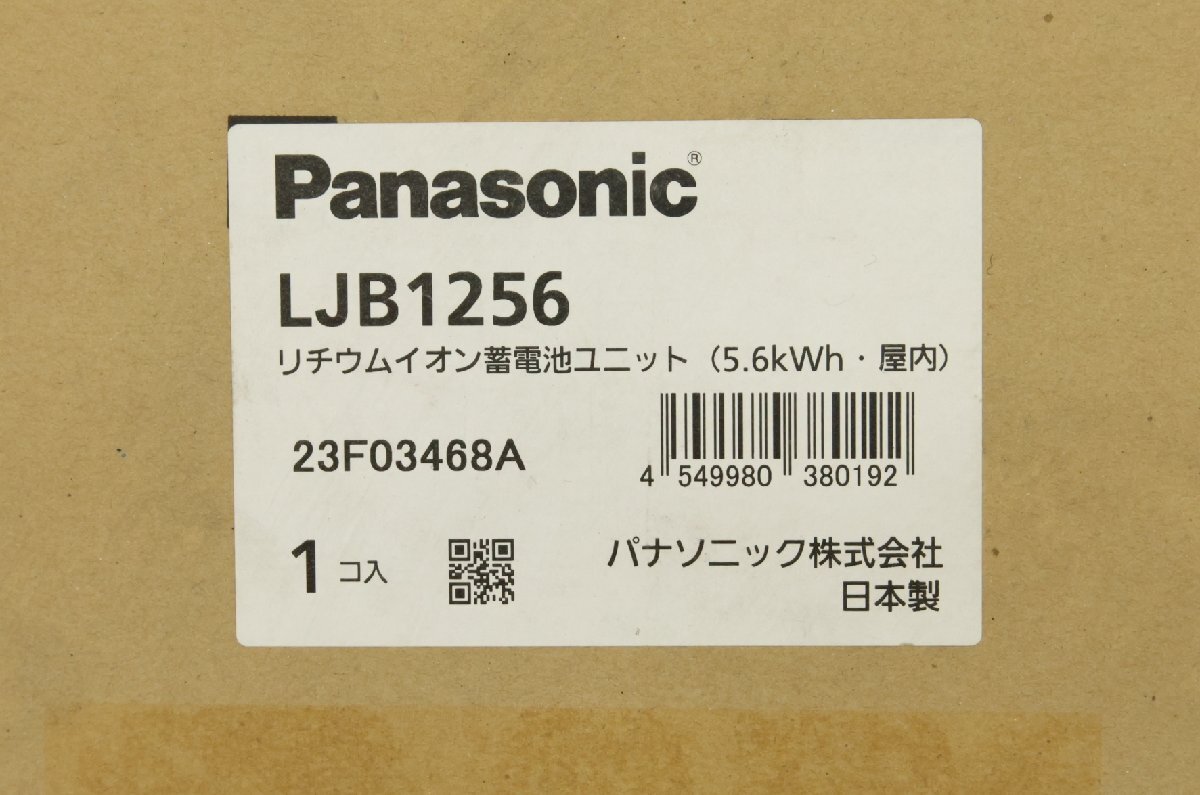 Panasonic®
LJB1256
リチウムイオン蓄電池ユニット（5.6kWh・屋内）
23F03468A
4 549980 380192
1 コ入
パナソニック株式会社
日本製